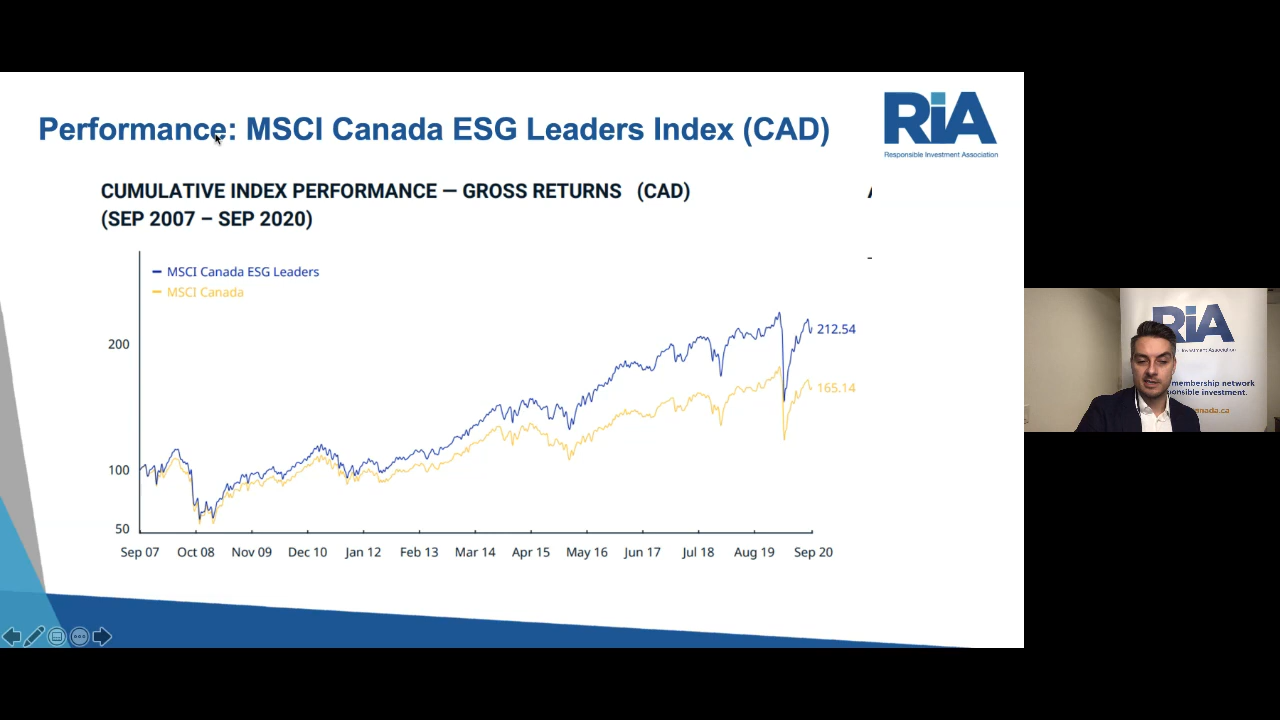 Performance: MSCI Canada ESG Leaders Index (CAD)
RiA
Responsible Investment Association
CUMULATIVE INDEX PERFORMANCE — GROSS RETURNS (CAD)
(SEP 2007 – SEP 2020)
MSCI Canada ESG Leaders
MSCI Canada
200
100
50
212.54
165.14
Sep 07 Oct 08 Nov 09 Dec 10 Jan 12 Feb 13 Mar 14 Apr 15 May 16 Jun 17 Jul 18 Aug 19 Sep 20
RiA
Investment Association
membership network
investment.